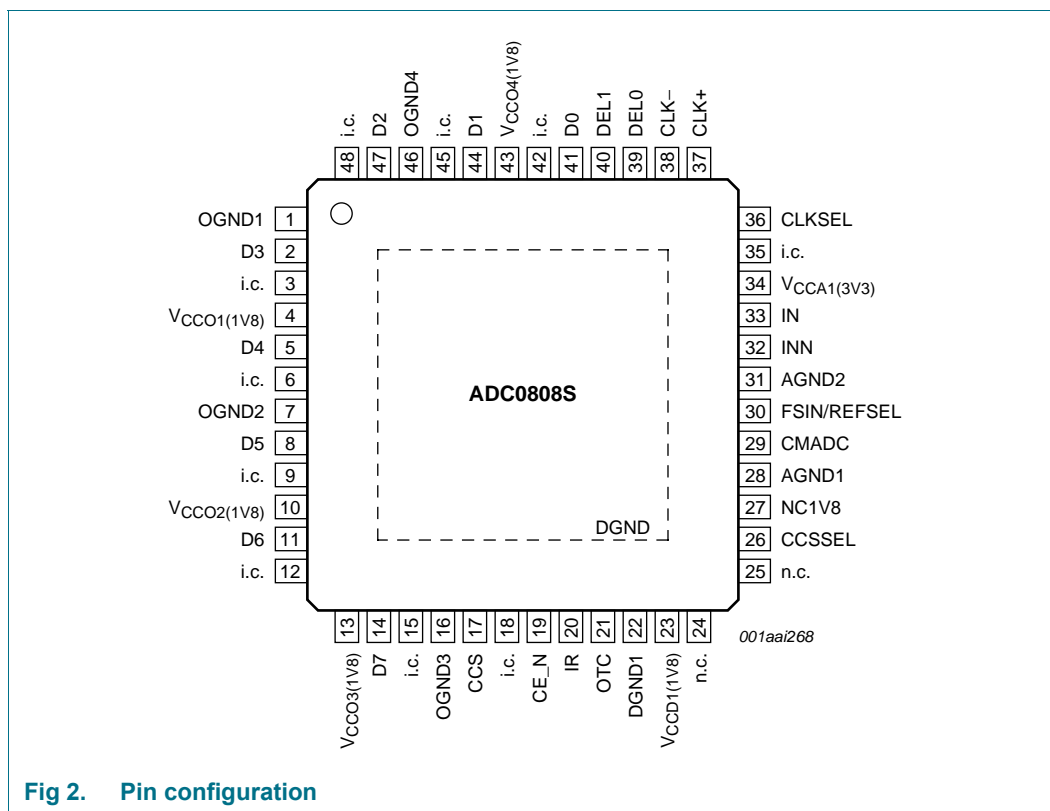 i.c.
D2
OGND4
i.c.
D1
VCCO4(1V8)
i.c.
D0
DEL1
DEL0
CLK−
CLK+
48 47 46 45 44 43 42 41 40 39 38 37
OGND1 1
D3 2
i.c. 3
VCCO1(1V8) 4
D4 5
i.c. 6
OGND2 7
D5 8
i.c. 9
VCCO2(1V8) 10
D6 11
i.c. 12
ADC0808S
DGND
36 CLKSEL
35 i.c.
34 VCCA1(3V3)
33 IN
32 INN
31 AGND2
30 FSIN/REFSEL
29 CMADC
28 AGND1
27 NC1V8
26 CCSSEL
25 n.c.
13 14 15 16 17 18 19 20 21 22 23 24
VCCO3(1V8)
D7
i.c.
OGND3
CCS
i.c.
CE_N
IR
OTC
DGND1
VCCD1(1V8)
n.c.
001aai268
Fig 2. Pin configuration